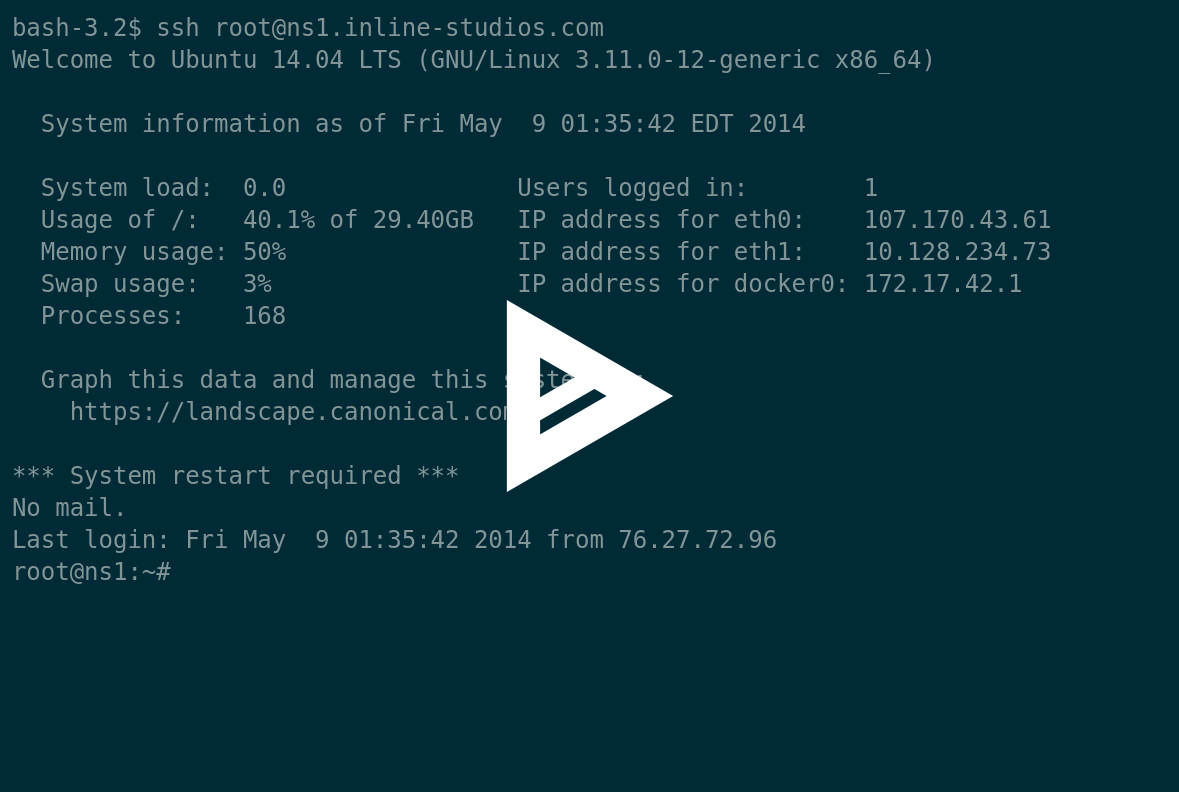 bash-3.2$ ssh root@ns1.inline-studios.com
Welcome to Ubuntu 14.04 LTS (GNU/Linux 3.11.0-12-generic x86_64)
System information as of Fri May  9 01:35:42 EDT 2014
System load:  0.0                Users logged in:        1
Usage of /:   40.1% of 29.40GB   IP address for eth0:    107.170.43.61
Memory usage: 50%                IP address for eth1:    10.128.234.73
Swap usage:   3%                 IP address for docker0: 172.17.42.1
Processes:    168
Graph this data and manage this
https://landscape.canonical.com
*** System restart required ***
No mail.
Last login: Fri May  9 01:35:42 2014 from 76.27.72.96
root@ns1:~#